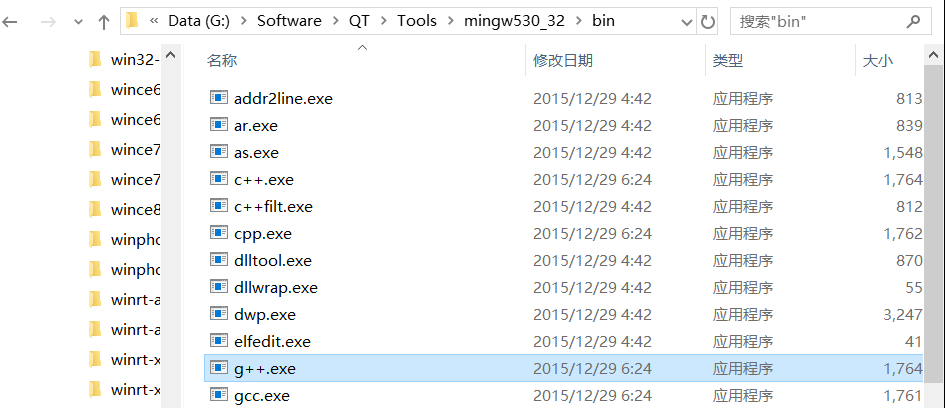 « Data (G:) > Software > QT > Tools > mingw530_32 > bin
搜索"bin"
win32-
wince6
wince6
wince7
wince7
wince8
winpho
winpho
winrt-a
winrt-a
winrt-x
winrt-x
名称 修改日期 类型 大小
addr2line.exe 2015/12/29 4:42 应用程序 813
ar.exe 2015/12/29 4:42 应用程序 839
as.exe 2015/12/29 4:42 应用程序 1,548
c++.exe 2015/12/29 6:24 应用程序 1,764
c++filt.exe 2015/12/29 4:42 应用程序 812
cpp.exe 2015/12/29 6:24 应用程序 1,762
dlltool.exe 2015/12/29 4:42 应用程序 870
dllwrap.exe 2015/12/29 4:42 应用程序 55
dwp.exe 2015/12/29 4:42 应用程序 3,247
elfedit.exe 2015/12/29 4:42 应用程序 41
g++.exe 2015/12/29 6:24 应用程序 1,764
gcc.exe 2015/12/29 6:24 应用程序 1,761